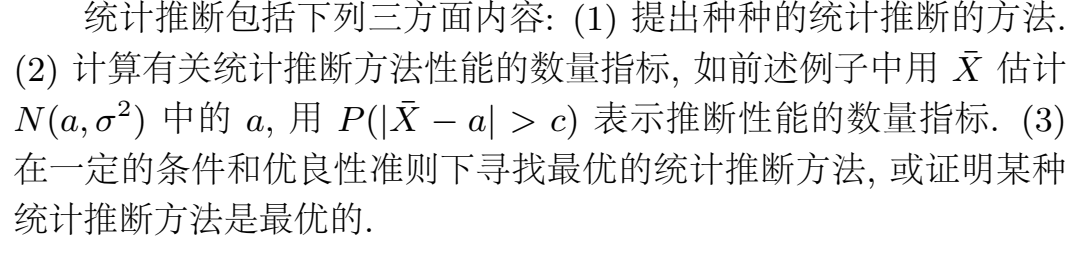 统计推断包括下列三方面内容: (1) 提出种种的统计推断的方法.
(2) 计算有关统计推断方法性能的数量指标, 如前述例子中用 X̄ 估计
N(a, σ²) 中的 a, 用 P(|X̄ − a| > c) 表示推断性能的数量指标. (3)
在一定的条件和优良性准则下寻找最优的统计推断方法, 或证明某种
统计推断方法是最优的.